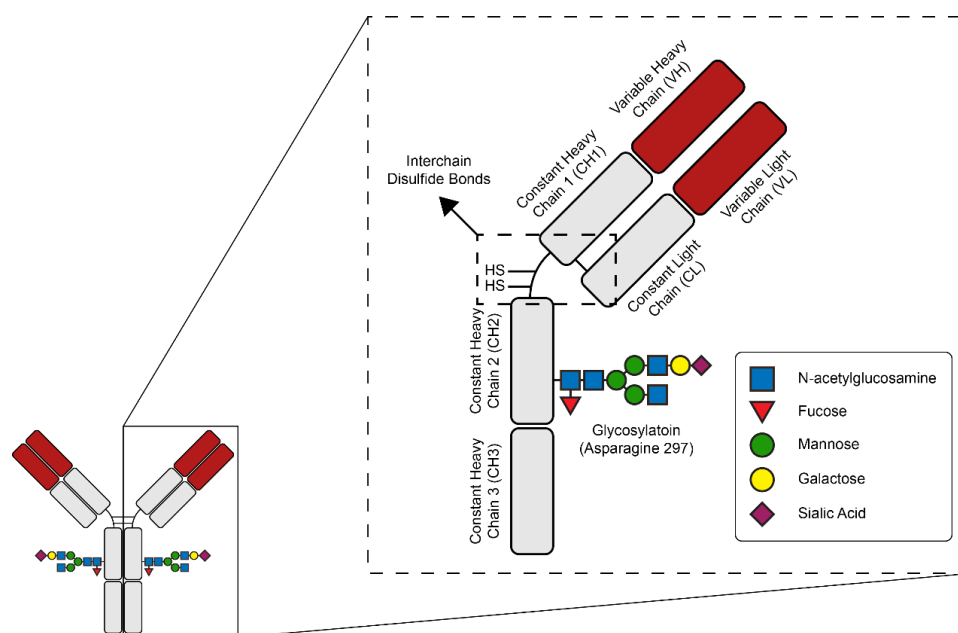 Variable Heavy
Chain (VH)
Constant Heavy
Chain 1 (CH1)
Interchain
Disulfide Bonds
Variable Light
Chain (VL)
Constant Light
Chain (CL)
HS
HS
Constant Heavy
Chain 2 (CH2)
Glycosylatoin
(Asparagine 297)
Constant Heavy
Chain 3 (CH3)
N-acetylglucosamine
Fucose
Mannose
Galactose
Sialic Acid